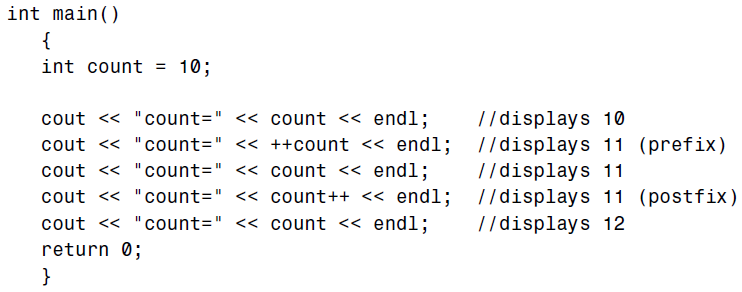 int main()
{
int count = 10;
cout << "count=" << count << endl; //displays 10
cout << "count=" << ++count << endl; //displays 11 (prefix)
cout << "count=" << count << endl; //displays 11
cout << "count=" << count++ << endl; //displays 11 (postfix)
cout << "count=" << count << endl; //displays 12
return 0;
}